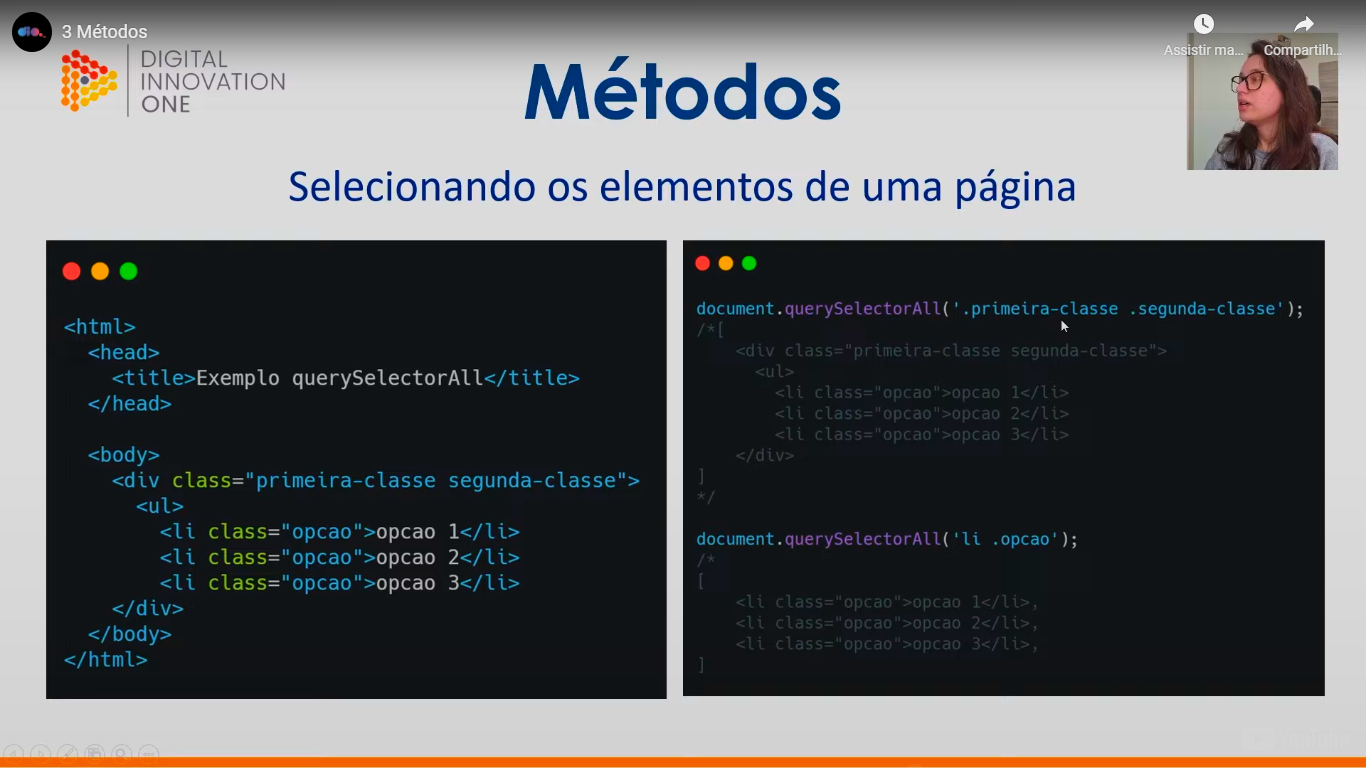 3 Métodos
Assistir ma...
Compartilh...
DIGITAL
INNOVATION
ONE
Métodos
Selecionando os elementos de uma página
<html>
<head>
<title>Exemplo querySelectorAll</title>
</head>
<body>
<div class="primeira-classe segunda-classe">
<ul>
<li class="opcao">opcao 1</li>
<li class="opcao">opcao 2</li>
<li class="opcao">opcao 3</li>
</div>
</body>
</html>
document.querySelectorAll('.primeira-classe .segunda-classe');
/*[
<div class="primeira-classe segunda-classe">
<ul>
<li class="opcao">opcao 1</li>
<li class="opcao">opcao 2</li>
<li class="opcao">opcao 3</li>
</div>
]
*/
document.querySelectorAll('li .opcao');
/*
[
<li class="opcao">opcao 1</li>,
<li class="opcao">opcao 2</li>,
<li class="opcao">opcao 3</li>,
]